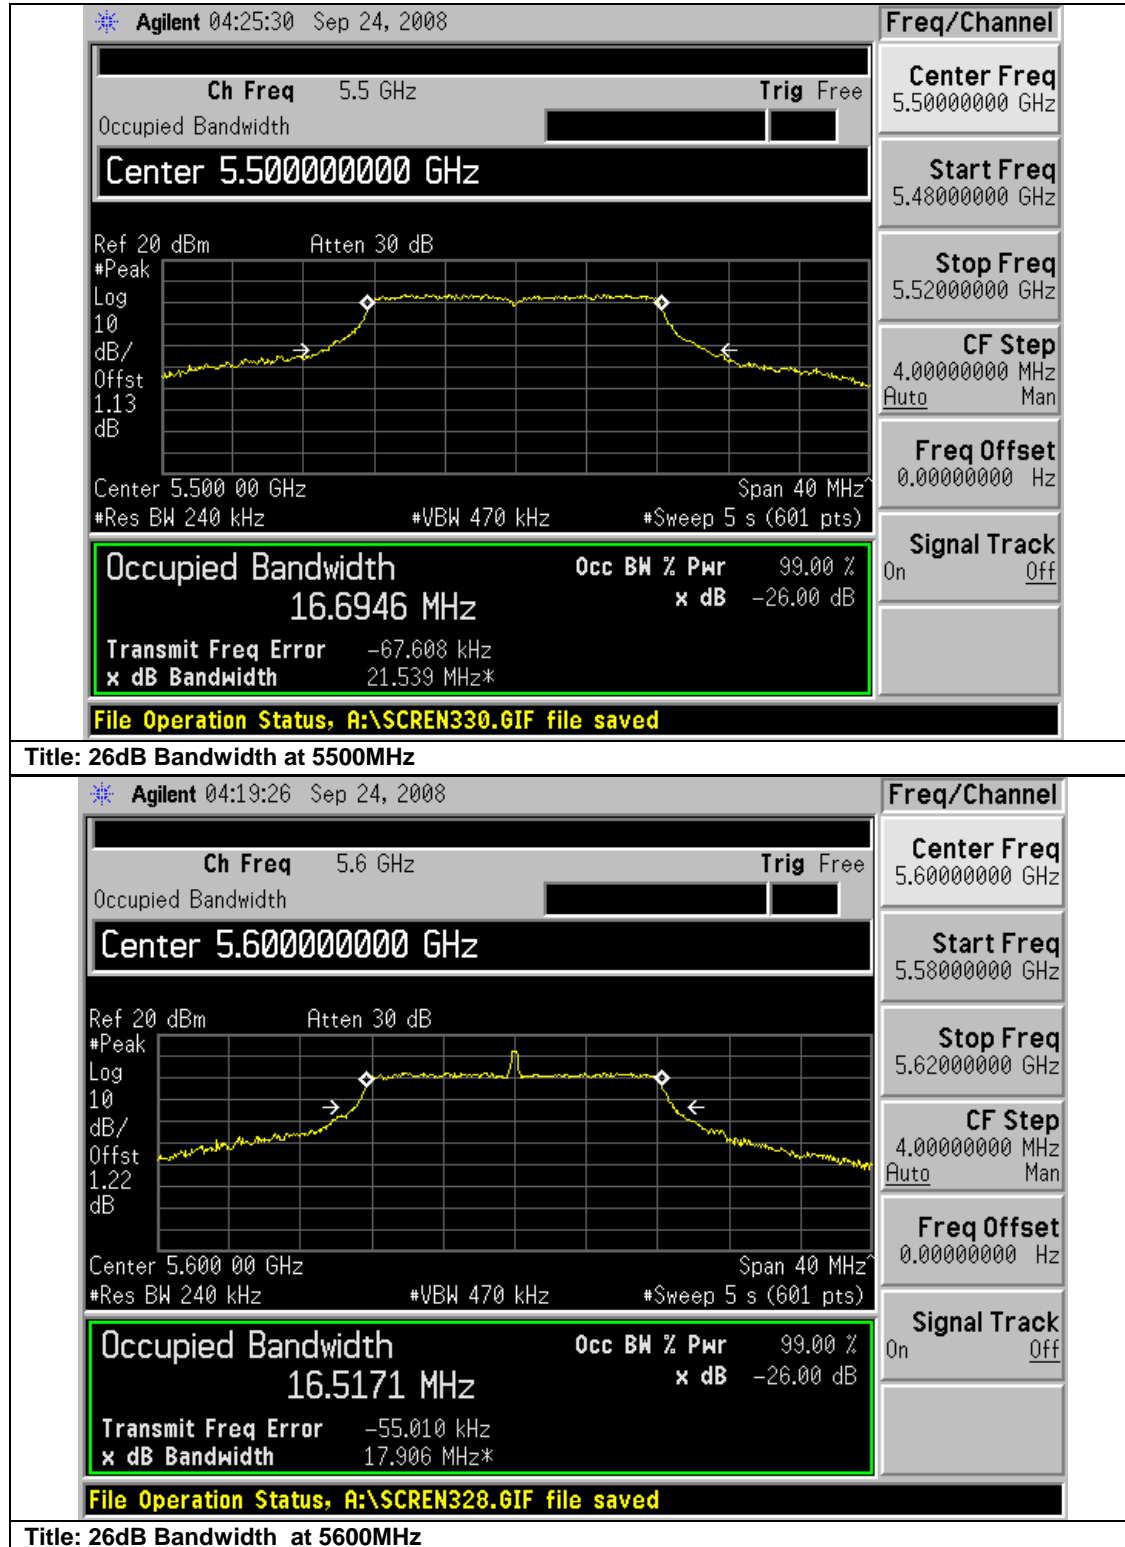 Agilent 04:25:30 Sep 24, 2008
Freq/Channel
Ch Freq 5.5 GHz Trig Free
Occupied Bandwidth
Center 5.500000000 GHz
Ref 20 dBm Atten 30 dB
#Peak
Log
10
dB/
Offst
1.13
dB
Center 5.500 00 GHz Span 40 MHz^
#Res BW 240 kHz #VBW 470 kHz #Sweep 5 s (601 pts)
Occupied Bandwidth Occ BW % Pwr 99.00 %
16.6946 MHz x dB -26.00 dB
Transmit Freq Error -67.608 kHz
x dB Bandwidth 21.539 MHz*
File Operation Status, A:\SCREN330.GIF file saved
Center Freq
5.50000000 GHz
Start Freq
5.48000000 GHz
Stop Freq
5.52000000 GHz
CF Step
4.00000000 MHz
Auto Man
Freq Offset
0.00000000 Hz
Signal Track
On Off
Title: 26dB Bandwidth at 5500MHz
Agilent 04:19:26 Sep 24, 2008
Freq/Channel
Ch Freq 5.6 GHz Trig Free
Occupied Bandwidth
Center 5.600000000 GHz
Ref 20 dBm Atten 30 dB
#Peak
Log
10
dB/
Offst
1.22
dB
Center 5.600 00 GHz Span 40 MHz^
#Res BW 240 kHz #VBW 470 kHz #Sweep 5 s (601 pts)
Occupied Bandwidth Occ BW % Pwr 99.00 %
16.5171 MHz x dB -26.00 dB
Transmit Freq Error -55.010 kHz
x dB Bandwidth 17.906 MHz*
File Operation Status, A:\SCREN328.GIF file saved
Center Freq
5.60000000 GHz
Start Freq
5.58000000 GHz
Stop Freq
5.62000000 GHz
CF Step
4.00000000 MHz
Auto Man
Freq Offset
0.00000000 Hz
Signal Track
On Off
Title: 26dB Bandwidth at 5600MHz